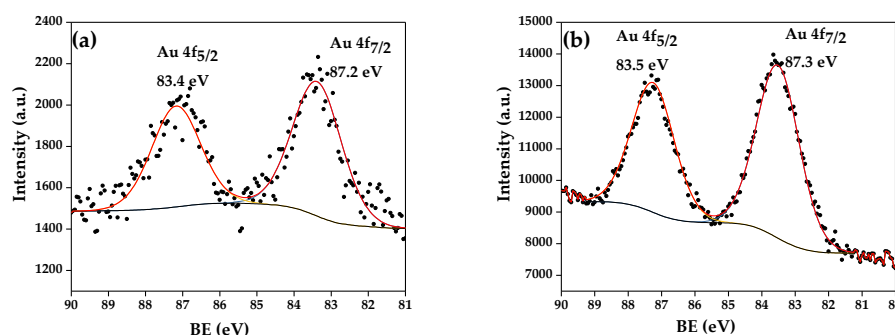 (a)
Au 4f5/2
83.4 eV
Au 4f7/2
87.2 eV
2400
2200
2000
1800
1600
1400
1200
Intensity (a.u.)
90 89 88 87 86 85 84 83 82 81
BE (eV)
(b)
Au 4f5/2
83.5 eV
Au 4f7/2
87.3 eV
15000
14000
13000
12000
11000
10000
9000
8000
7000
Intensity (a.u.)
90 89 88 87 86 85 84 83 82 81
BE (eV)